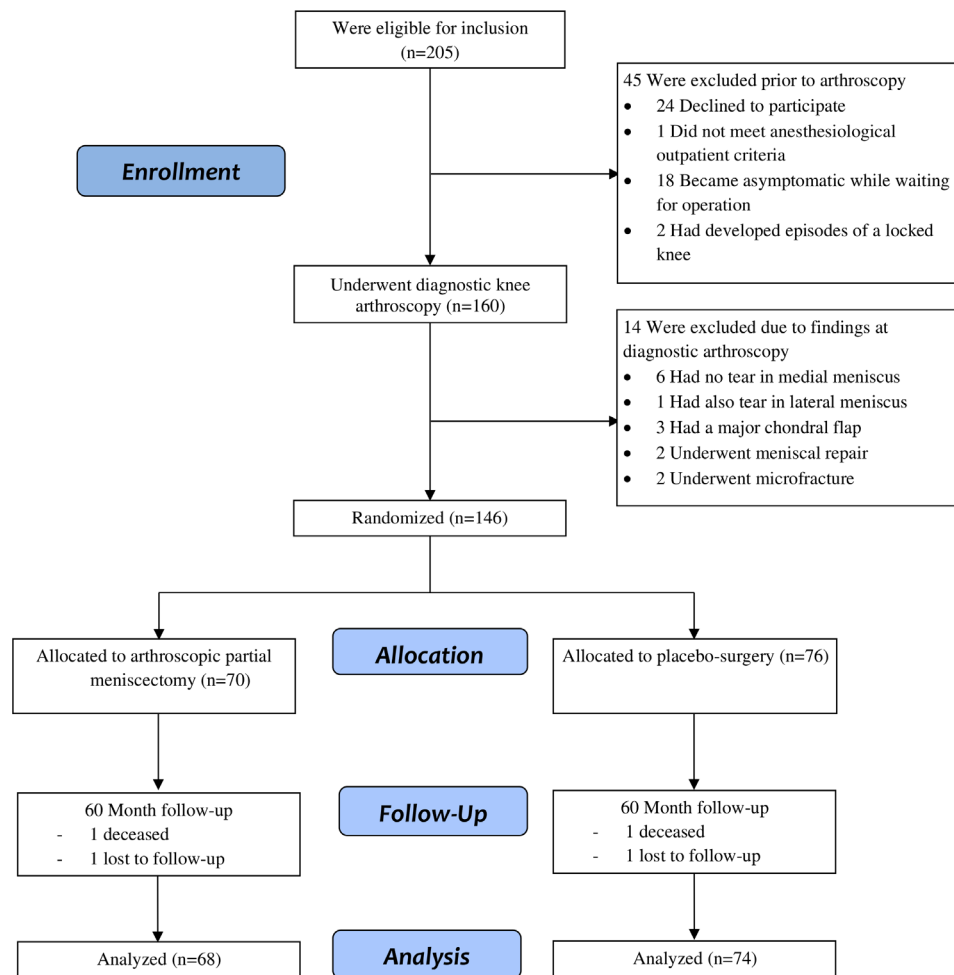 Were eligible for inclusion
(n=205)
45 Were excluded prior to arthroscopy
• 24 Declined to participate
• 1 Did not meet anesthesiological
outpatient criteria
• 18 Became asymptomatic while waiting
for operation
• 2 Had developed episodes of a locked
knee
Enrollment
Underwent diagnostic knee
arthroscopy (n=160)
14 Were excluded due to findings at
diagnostic arthroscopy
• 6 Had no tear in medial meniscus
• 1 Had also tear in lateral meniscus
• 3 Had a major chondral flap
• 2 Underwent meniscal repair
• 2 Underwent microfracture
Randomized (n=146)
Allocated to arthroscopic partial
meniscectomy (n=70)
Allocation
Allocated to placebo-surgery (n=76)
60 Month follow-up
- 1 deceased
- 1 lost to follow-up
Follow-Up
60 Month follow-up
- 1 deceased
- 1 lost to follow-up
Analyzed (n=68)
Analysis
Analyzed (n=74)